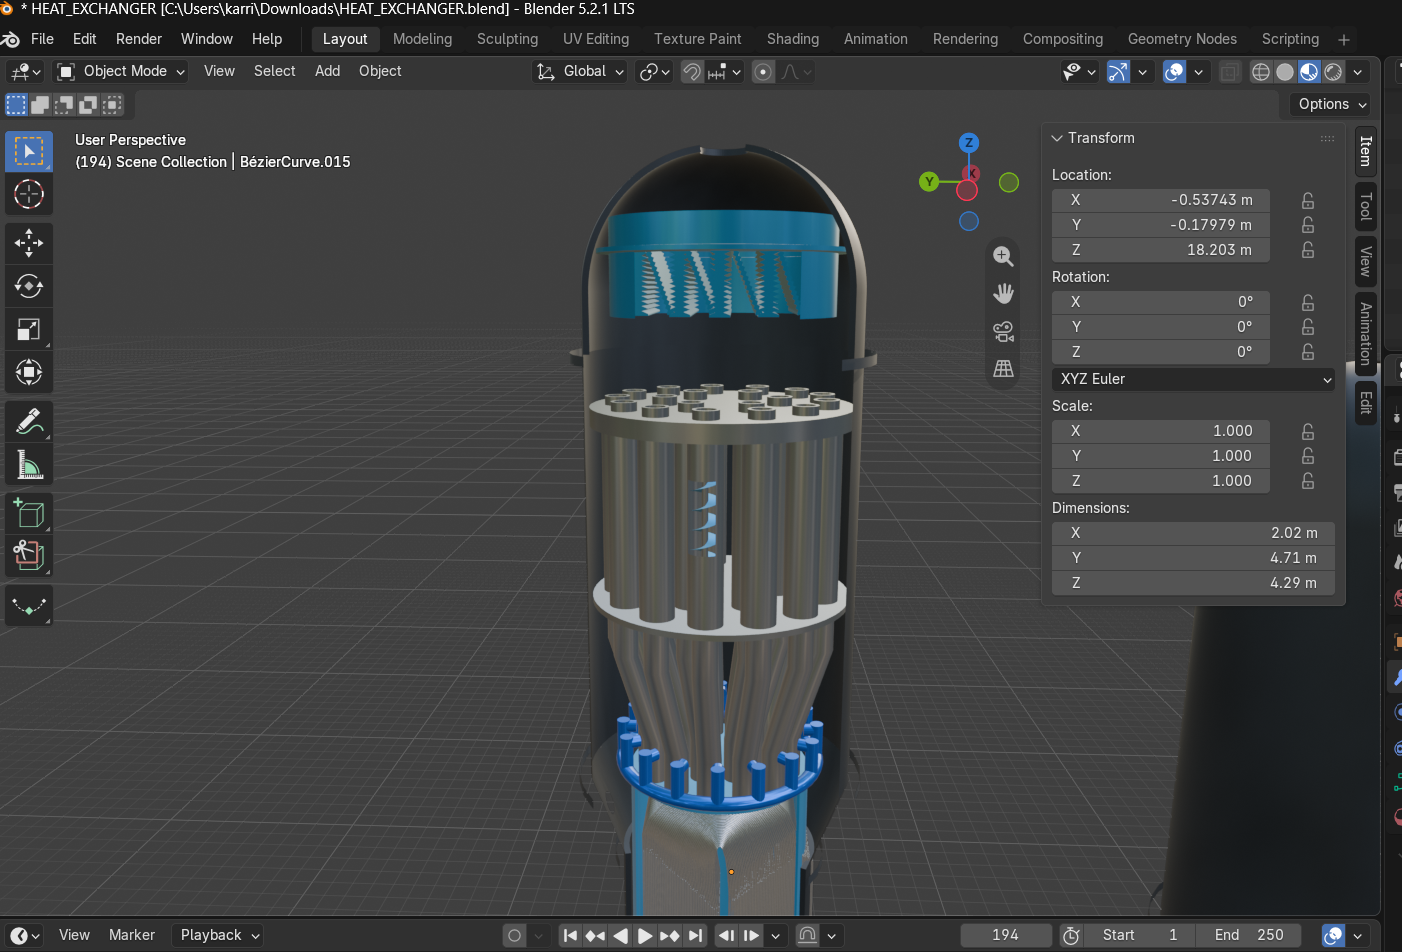 * HEAT_EXCHANGER [C:\Users\karri\Downloads\HEAT_EXCHANGER.blend] - Blender 5.2.1 LTS
File Edit Render Window Help Layout Modeling Sculpting UV Editing Texture Paint Shading Animation Rendering Compositing Geometry Nodes Scripting +
Object Mode View Select Add Object Global
Options
User Perspective
(194) Scene Collection | BézierCurve.015
Z
X
Y
Transform
Location:
X -0.53743 m
Y -0.17979 m
Z 18.203 m
Rotation:
X 0°
Y 0°
Z 0°
XYZ Euler
Scale:
X 1.000
Y 1.000
Z 1.000
Dimensions:
X 2.02 m
Y 4.71 m
Z 4.29 m
Item
Tool
View
Animation
Edit
View Marker Playback 194 Start 1 End 250